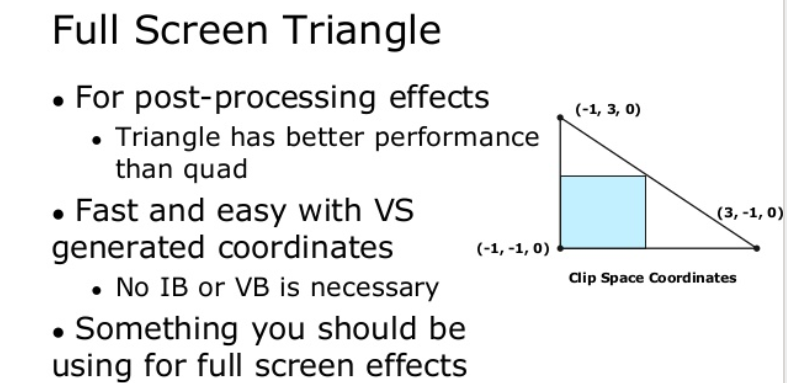 Full Screen Triangle
• For post-processing effects
• Triangle has better performance
than quad
• Fast and easy with VS
generated coordinates
• No IB or VB is necessary
• Something you should be
using for full screen effects
(-1, 3, 0)
(3, -1, 0)
(-1, -1, 0)
Clip Space Coordinates